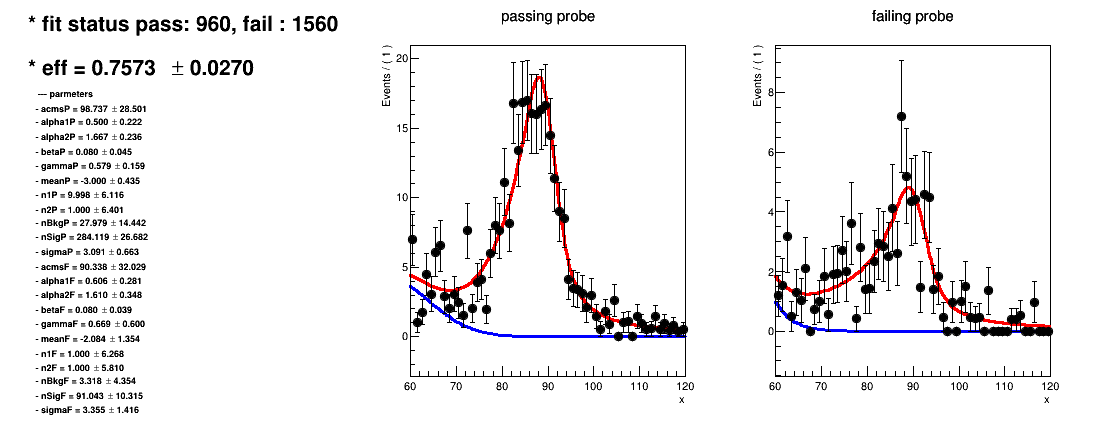 * fit status pass: 960, fail : 1560
* eff = 0.7573 ± 0.0270
--- parmeters
- acmsP = 98.737 ± 28.501
- alpha1P = 0.500 ± 0.222
- alpha2P = 1.667 ± 0.236
- betaP = 0.080 ± 0.045
- gammaP = 0.579 ± 0.159
- meanP = -3.000 ± 0.435
- n1P = 9.998 ± 6.116
- n2P = 1.000 ± 6.401
- nBkgP = 27.979 ± 14.442
- nSigP = 284.119 ± 26.682
- sigmaP = 3.091 ± 0.663
- acmsF = 90.338 ± 32.029
- alpha1F = 0.606 ± 0.281
- alpha2F = 1.610 ± 0.348
- betaF = 0.080 ± 0.039
- gammaF = 0.669 ± 0.600
- meanF = -2.084 ± 1.354
- n1F = 1.000 ± 6.268
- n2F = 1.000 ± 5.810
- nBkgF = 3.318 ± 4.354
- nSigF = 91.043 ± 10.315
- sigmaF = 3.355 ± 1.416
passing probe
Events / ( 1 )
20
15
10
5
0
60 70 80 90 100 110 120
x
failing probe
Events / ( 1 )
8
6
4
2
0
60 70 80 90 100 110 120
x